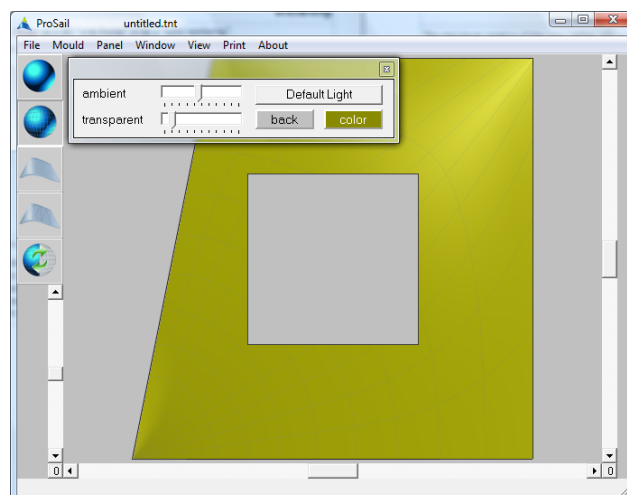 ProSail untitled.tnt
File Mould Panel Window View Print About
ambient Default Light
transparent back color
0 0